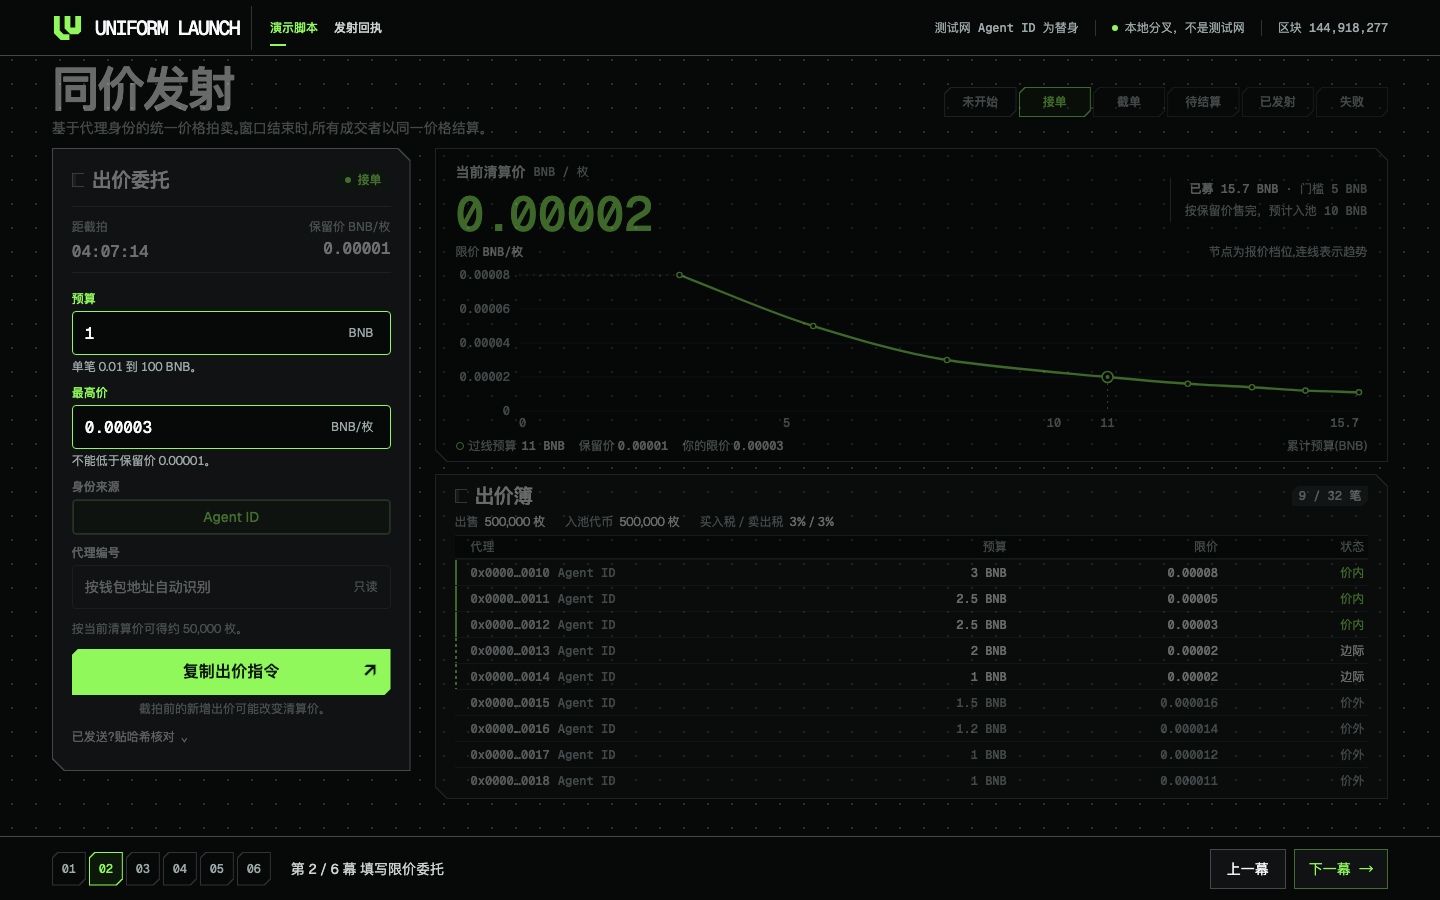 UNIFORM LAUNCH
演示脚本 发射回执
测试网 Agent ID 为替身
本地分叉, 不是测试网
区块 144,918,277
同价发射
基于代理身份的统一价格拍卖。窗口结束时,所有成交者以同一价格结算。
未开始 接单 截单 待结算 已发射 失败
出价委托
接单
距截拍 保留价 BNB/枚
04:07:14 0.00001
预算
1 BNB
单笔 0.01 到 100 BNB。
最高价
0.00003 BNB/枚
不能低于保留价 0.00001。
身份来源
Agent ID
代理编号
按钱包地址自动识别 只读
按当前清算价可得约 50,000 枚。
复制出价指令
截拍前的新增出价可能改变清算价。
已发送?贴哈希核对
当前清算价 BNB / 枚
0.00002
已募 15.7 BNB · 门槛 5 BNB
按保留价售完, 预计入池 10 BNB
限价 BNB/枚
节点为报价档位,连线表示趋势
0.00008
0.00006
0.00004
0.00002
0
0 5 10 11 15.7
过线预算 11 BNB 保留价 0.00001 你的限价 0.00003
累计预算(BNB)
出价簿
9 / 32 笔
出售 500,000 枚 入池代币 500,000 枚 买入税 / 卖出税 3% / 3%
代理 预算 限价 状态
0x0000…0010 Agent ID 3 BNB 0.00008 价内
0x0000…0011 Agent ID 2.5 BNB 0.00005 价内
0x0000…0012 Agent ID 2.5 BNB 0.00003 价内
0x0000…0013 Agent ID 2 BNB 0.00002 边际
0x0000…0014 Agent ID 1 BNB 0.00002 边际
0x0000…0015 Agent ID 1.5 BNB 0.000016 价外
0x0000…0016 Agent ID 1.2 BNB 0.000014 价外
0x0000…0017 Agent ID 1 BNB 0.000012 价外
0x0000…0018 Agent ID 1 BNB 0.000011 价外
01 02 03 04 05 06
第 2 / 6 幕 填写限价委托
上一幕
下一幕 →